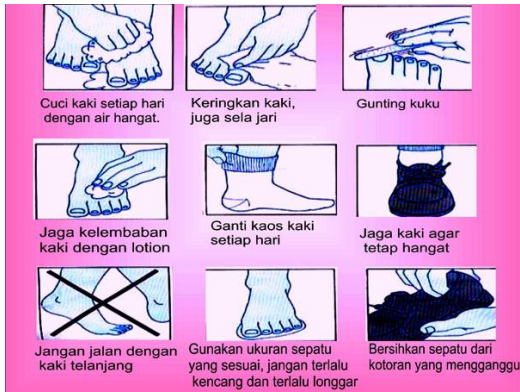 Cuci kaki setiap hari
dengan air hangat.
Keringkan kaki,
juga sela jari
Gunting kuku
Jaga kelembaban
kaki dengan lotion
Ganti kaos kaki
setiap hari
Jaga kaki agar
tetap hangat
Jangan jalan dengan
kaki telanjang
Gunakan ukuran sepatu
yang sesuai, jangan terlalu
kencang dan terlalu longgar
Bersihkan sepatu dari
kotoran yang mengganggu